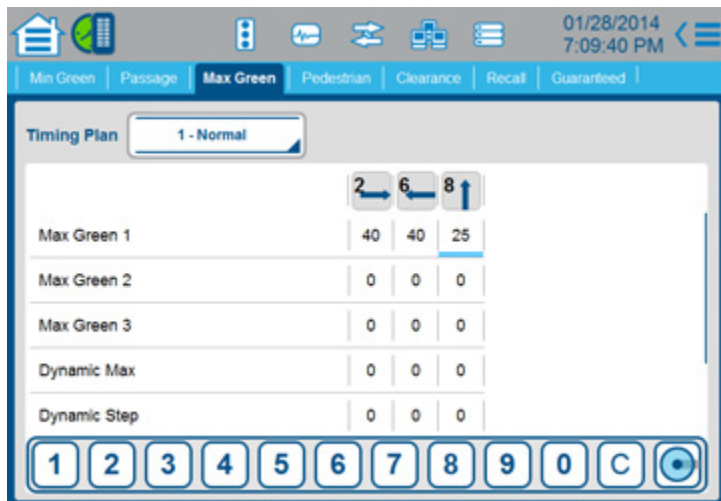 01/28/2014
7:09:40 PM
Min Green Passage Max Green Pedestrian Clearance Recall Guaranteed
Timing Plan 1 - Normal
2 6 8
Max Green 1 40 40 25
Max Green 2 0 0 0
Max Green 3 0 0 0
Dynamic Max 0 0 0
Dynamic Step 0 0 0
1 2 3 4 5 6 7 8 9 0 C